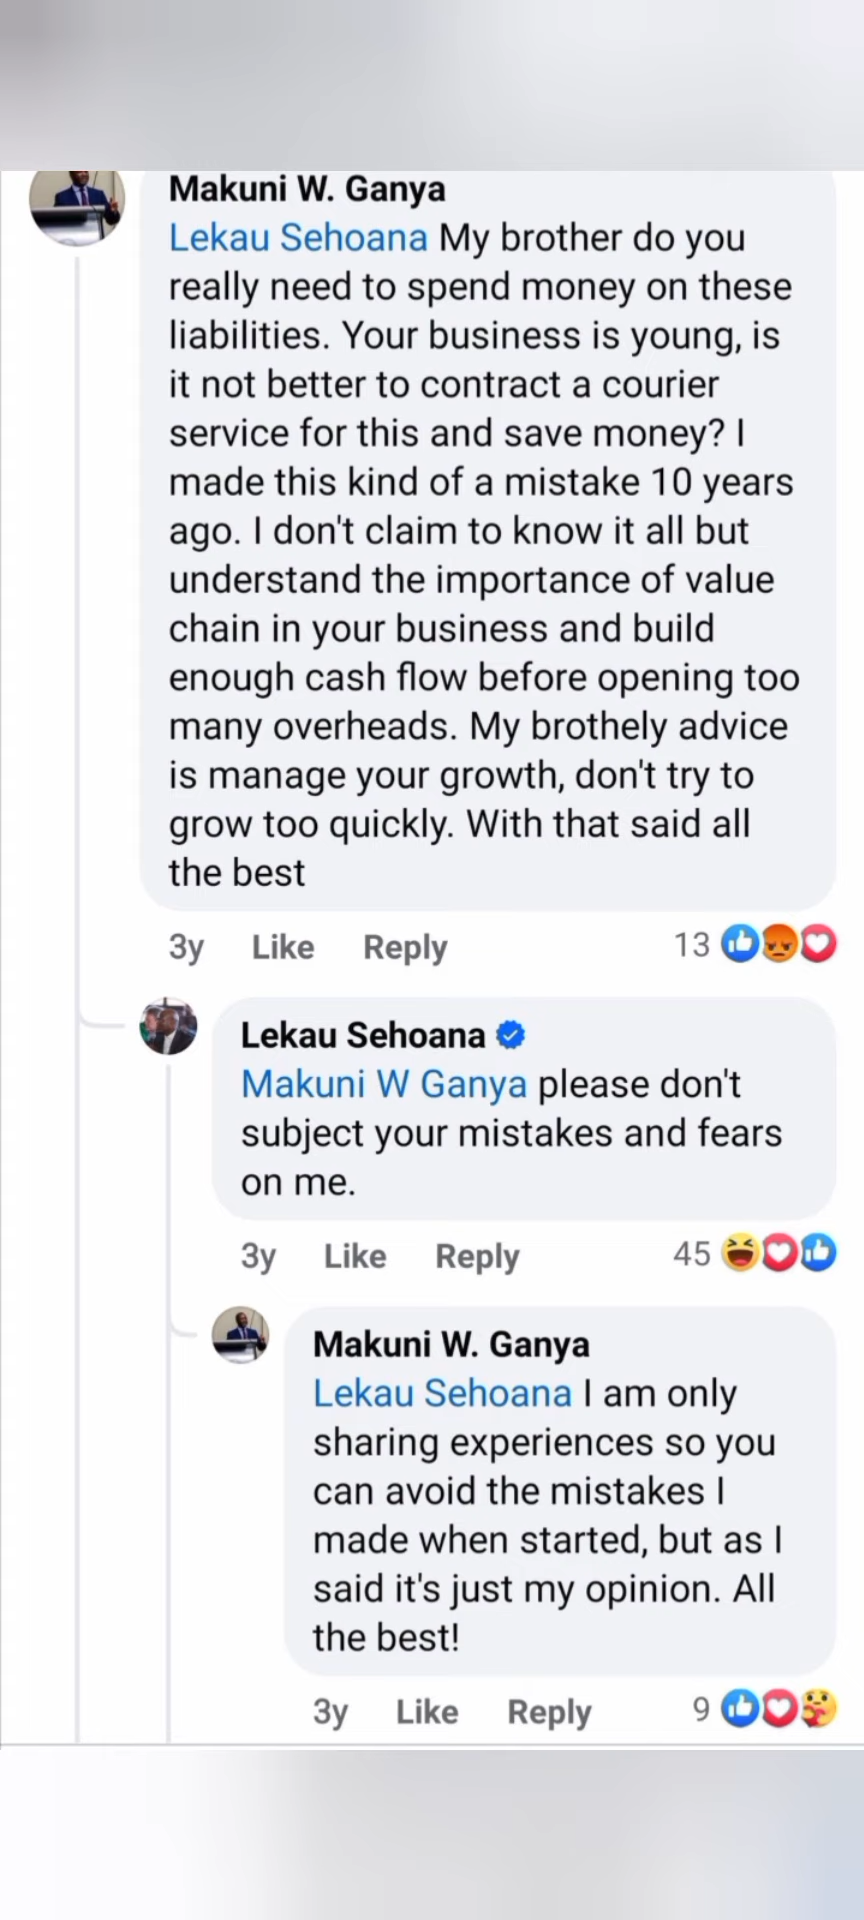 Makuni W. Ganya
Lekau Sehoana My brother do you
really need to spend money on these
liabilities. Your business is young, is
it not better to contract a courier
service for this and save money? I
made this kind of a mistake 10 years
ago. I don't claim to know it all but
understand the importance of value
chain in your business and build
enough cash flow before opening too
many overheads. My brothely advice
is manage your growth, don't try to
grow too quickly. With that said all
the best
3y Like Reply 13
Lekau Sehoana
Makuni W Ganya please don't
subject your mistakes and fears
on me.
3y Like Reply 45
Makuni W. Ganya
Lekau Sehoana I am only
sharing experiences so you
can avoid the mistakes I
made when started, but as I
said it's just my opinion. All
the best!
3y Like Reply 9